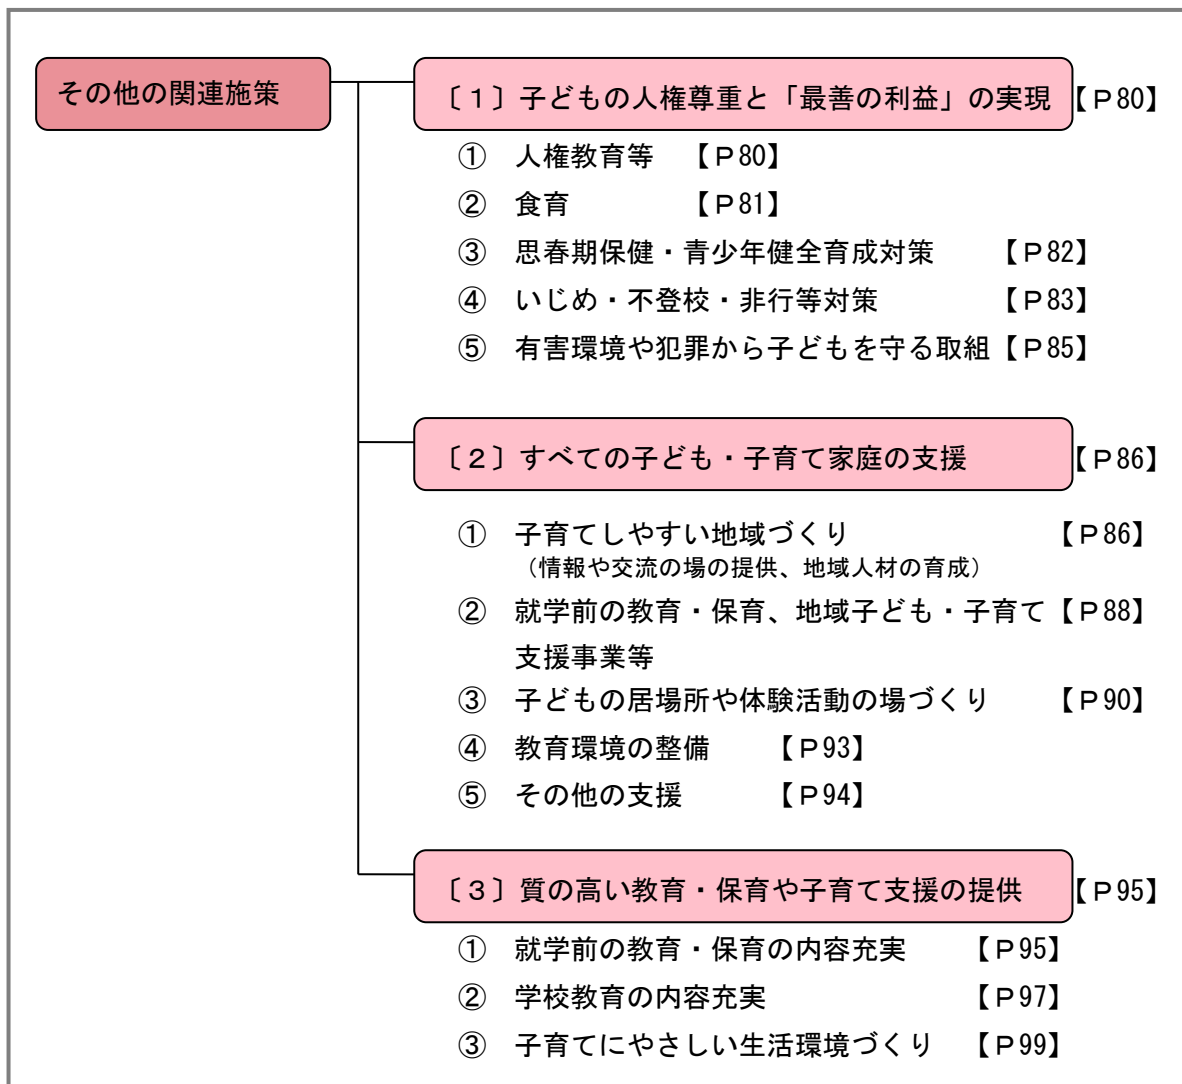 その他の関連施策
〔１〕子どもの人権尊重と「最善の利益」の実現【Ｐ80】
① 人権教育等 【Ｐ80】
② 食育 【Ｐ81】
③ 思春期保健・青少年健全育成対策 【Ｐ82】
④ いじめ・不登校・非行等対策 【Ｐ83】
⑤ 有害環境や犯罪から子どもを守る取組【Ｐ85】
〔２〕すべての子ども・子育て家庭の支援 【Ｐ86】
① 子育てしやすい地域づくり 【Ｐ86】
（情報や交流の場の提供、地域人材の育成）
② 就学前の教育・保育、地域子ども・子育て【Ｐ88】
支援事業等
③ 子どもの居場所や体験活動の場づくり 【Ｐ90】
④ 教育環境の整備 【Ｐ93】
⑤ その他の支援 【Ｐ94】
〔３〕質の高い教育・保育や子育て支援の提供 【Ｐ95】
① 就学前の教育・保育の内容充実 【Ｐ95】
② 学校教育の内容充実 【Ｐ97】
③ 子育てにやさしい生活環境づくり 【Ｐ99】